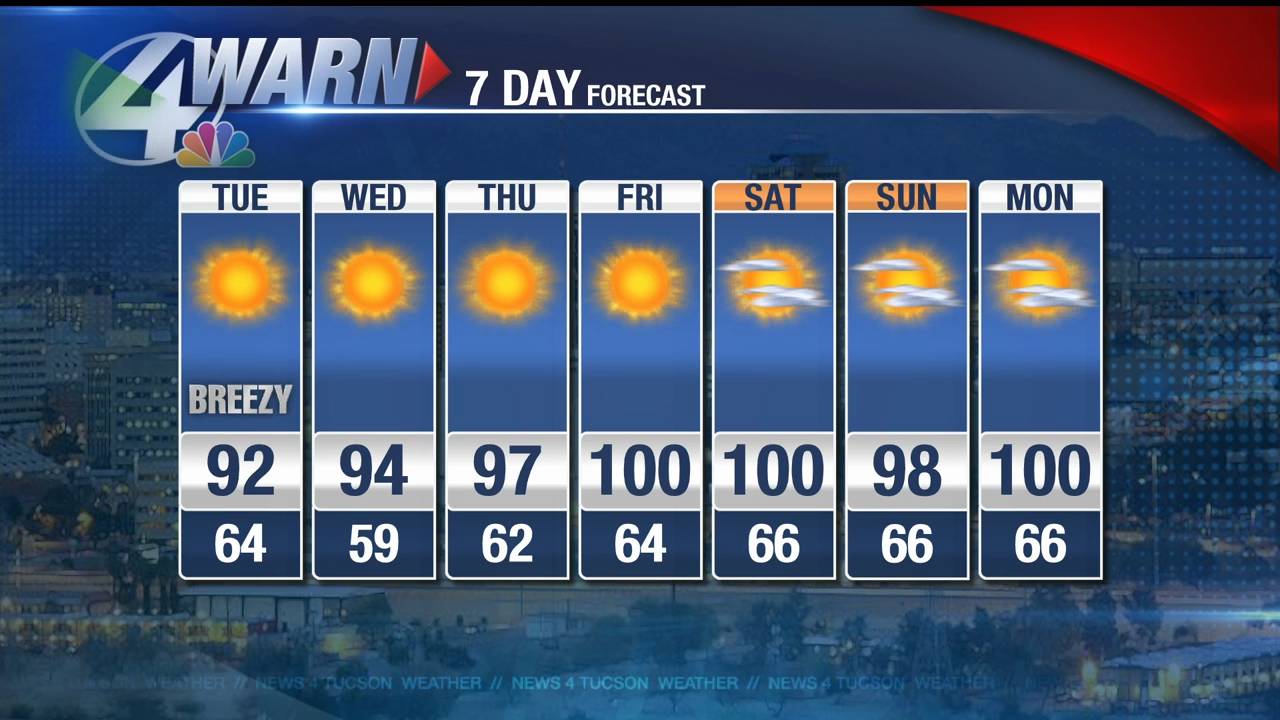 4WARN
7 DAY FORECAST
TUE WED THU FRI SAT SUN MON
BREEZY
92 94 97 100 100 98 100
64 59 62 64 66 66 66
TUCSON WEATHER // NEWS 4 TUCSON WEATHER // NEWS 4 TUCSON WEATHER // NEWS 4 TUCSON WEATHER